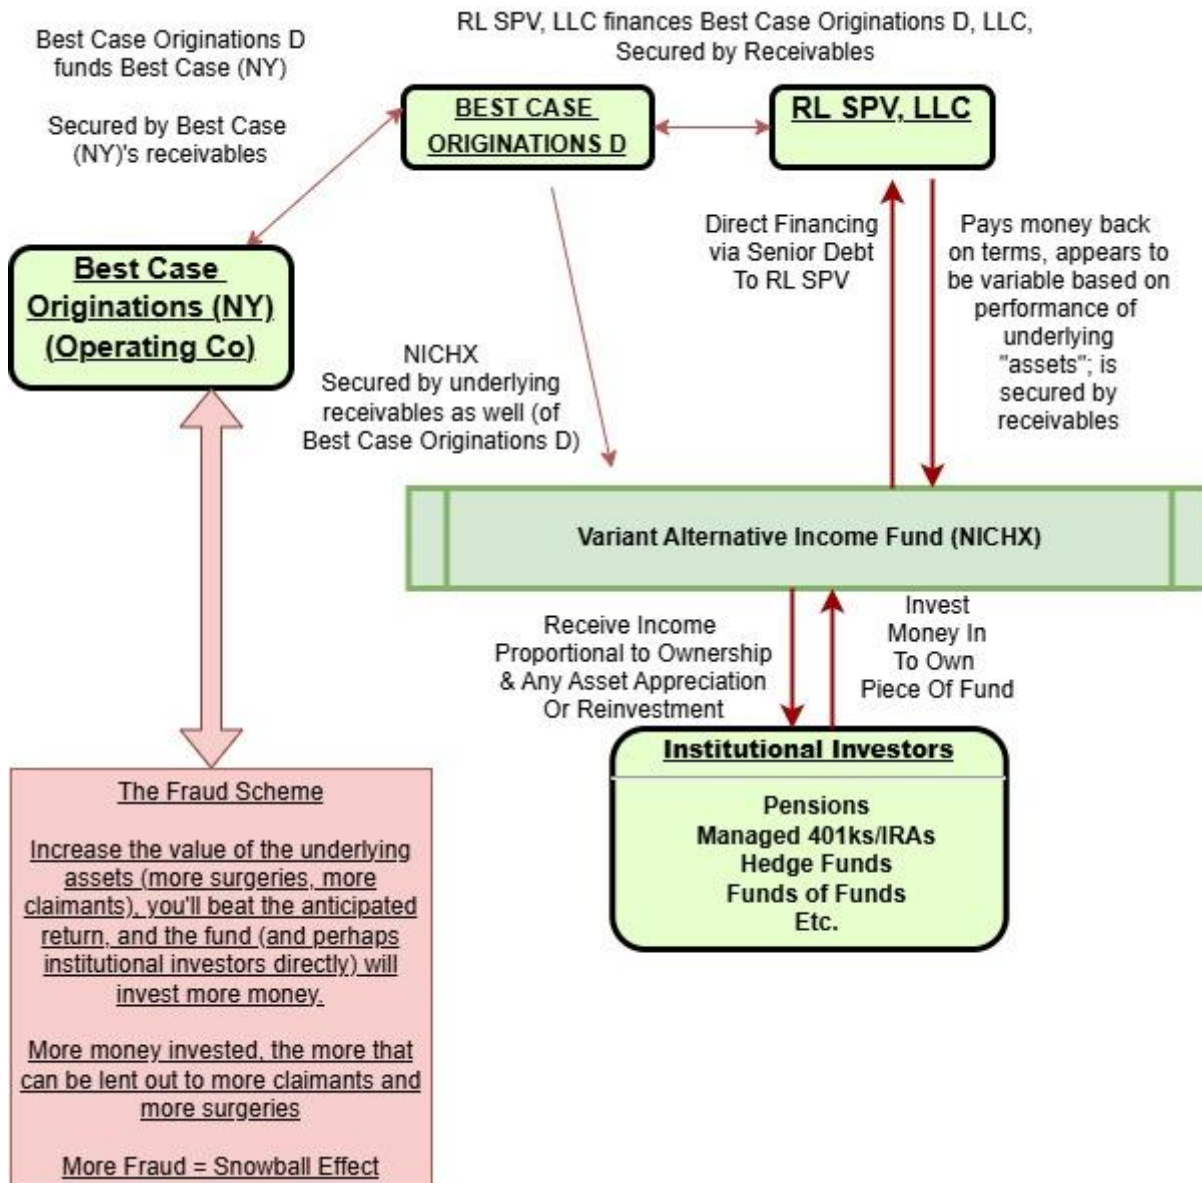 Best Case Originations D
funds Best Case (NY)
Secured by Best Case
(NY)'s receivables
RL SPV, LLC finances Best Case Originations D, LLC,
Secured by Receivables
BEST CASE
ORIGINATIONS D
RL SPV, LLC
Best Case
Originations (NY)
(Operating Co)
Direct Financing
via Senior Debt
To RL SPV
Pays money back
on terms, appears to
be variable based on
performance of
underlying
"assets"; is
secured by
receivables
NICHX
Secured by underlying
receivables as well (of
Best Case Originations D)
Variant Alternative Income Fund (NICHX)
Receive Income
Proportional to Ownership
& Any Asset Appreciation
Or Reinvestment
Invest
Money In
To Own
Piece Of Fund
Institutional Investors
Pensions
Managed 401ks/IRAs
Hedge Funds
Funds of Funds
Etc.
The Fraud Scheme
Increase the value of the underlying
assets (more surgeries, more
claimants), you'll beat the anticipated
return, and the fund (and perhaps
institutional investors directly) will
invest more money.
More money invested, the more that
can be lent out to more claimants and
more surgeries
More Fraud = Snowball Effect